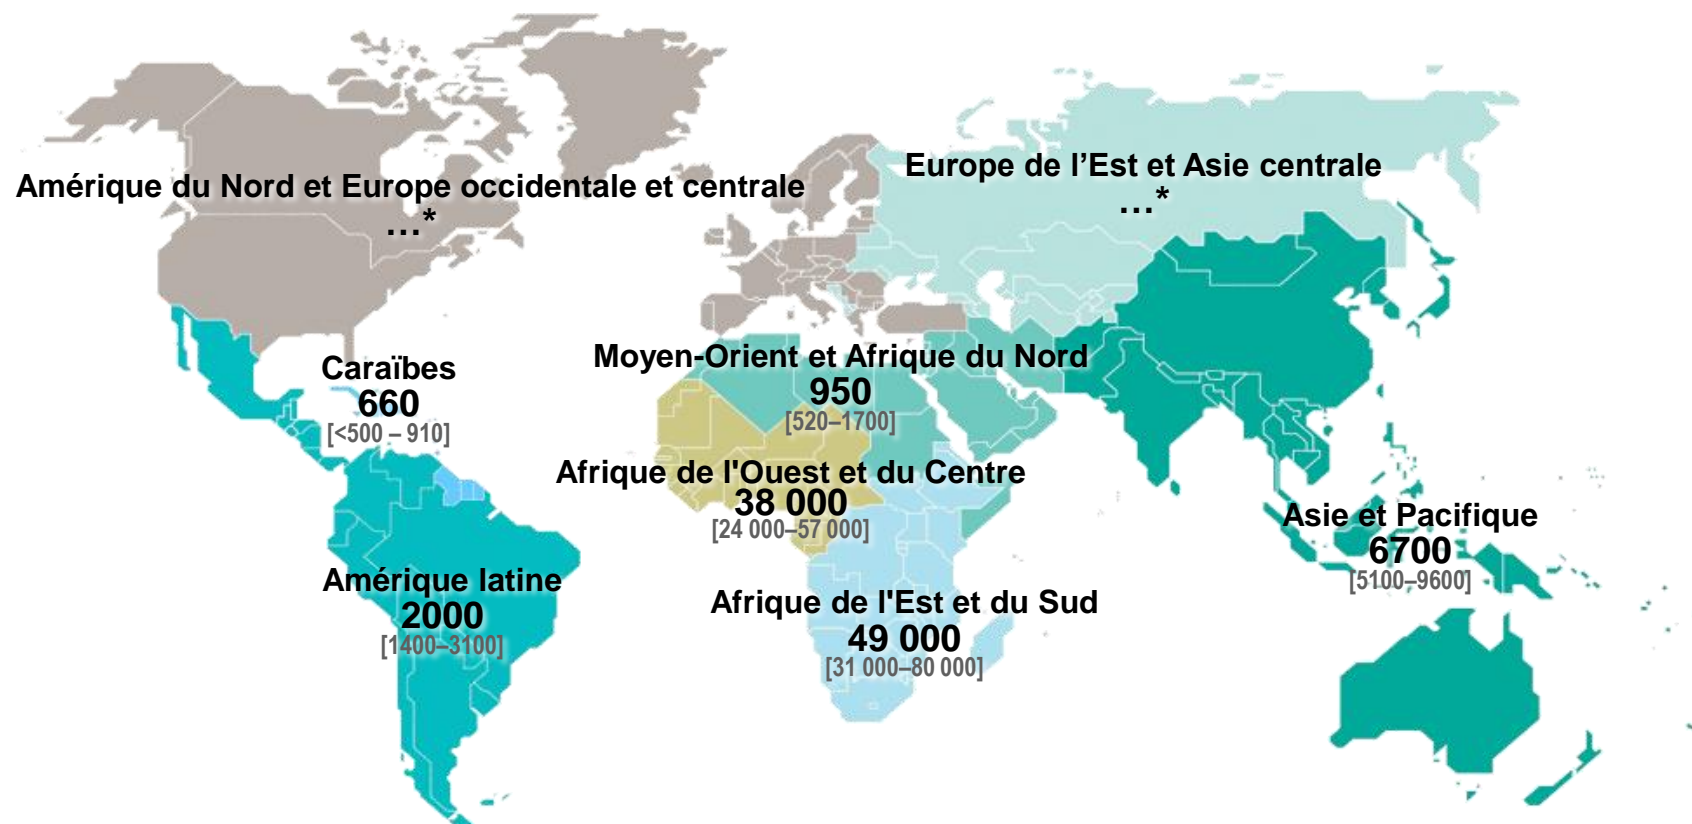 Amérique du Nord et Europe occidentale et centrale
…*
Europe de l’Est et Asie centrale
…*
Caraïbes
660
[<500 – 910]
Moyen-Orient et Afrique du Nord
950
[520–1700]
Afrique de l'Ouest et du Centre
38 000
[24 000–57 000]
Asie et Pacifique
6700
[5100–9600]
Amérique latine
2000
[1400–3100]
Afrique de l'Est et du Sud
49 000
[31 000–80 000]